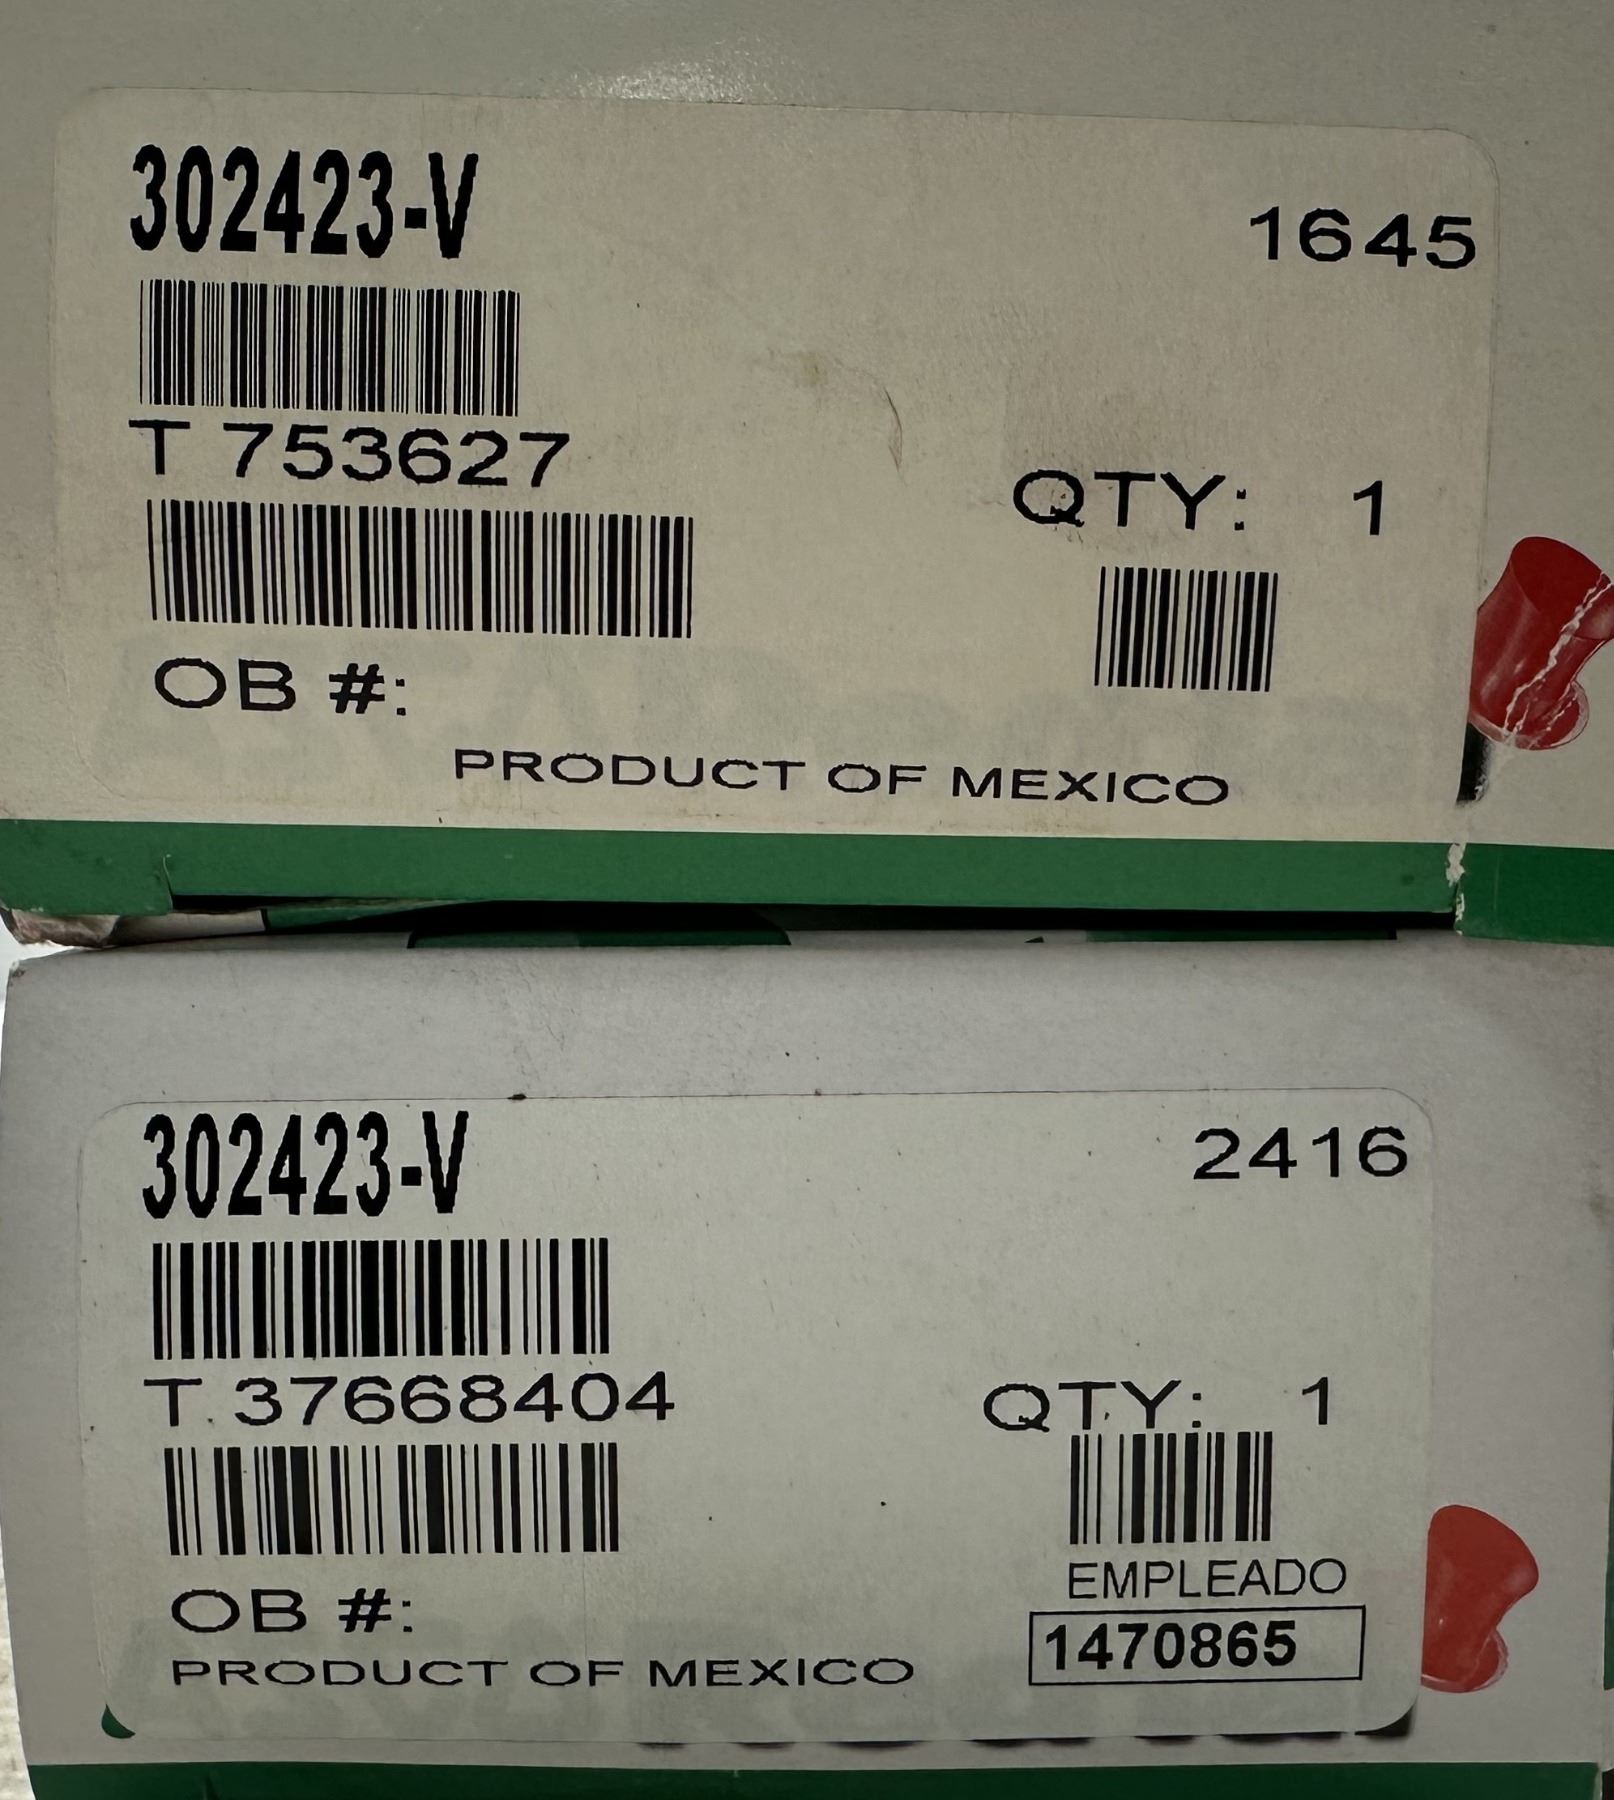 302423-V
1645
T 753627
QTY: 1
OB #:
PRODUCT OF MEXICO
302423-V
2416
T 37668404
QTY: 1
EMPLEADO
OB #:
1470865
PRODUCT OF MEXICO